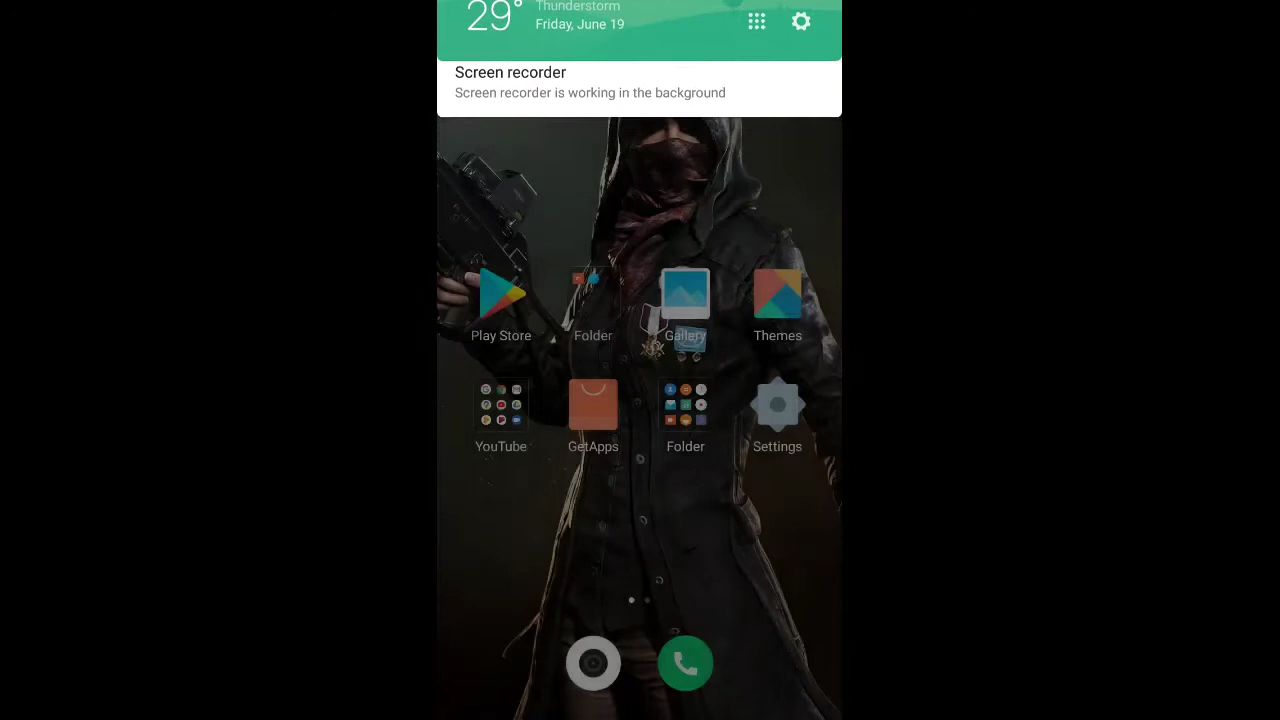 29°
Thunderstorm
Friday, June 19
Screen recorder
Screen recorder is working in the background
Play Store
Folder
Gallery
Themes
YouTube
GetApps
Folder
Settings